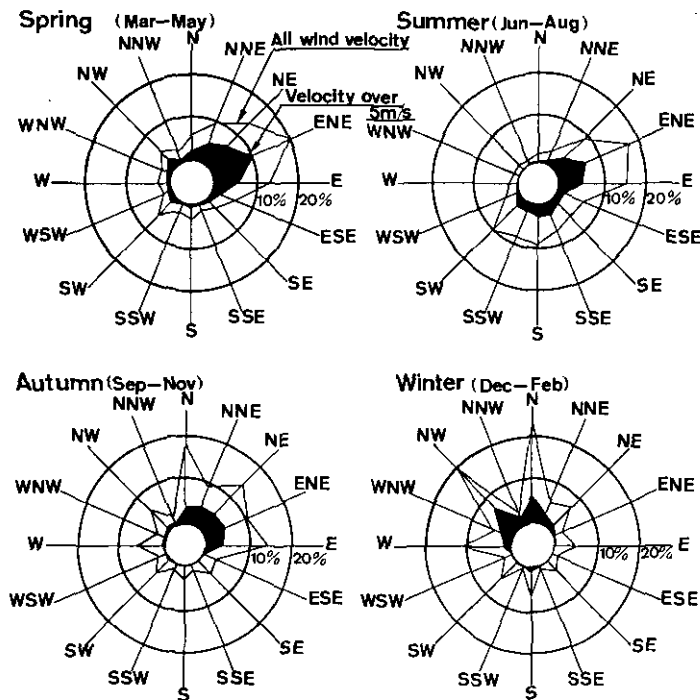 Spring (Mar–May)
N
NNW
NNE
All wind velocity
NW
NE
Velocity over
5m/s
WNW
ENE
W
10%
20%
E
WSW
ESE
SW
SE
SSW
SSE
S
Summer (Jun–Aug)
N
NNW
NNE
NW
NE
WNW
ENE
W
10%
20%
E
WSW
ESE
SW
SE
SSW
SSE
S
Autumn (Sep–Nov)
N
NNW
NNE
NW
NE
WNW
ENE
W
10%
20%
E
WSW
ESE
SW
SE
SSW
SSE
S
Winter (Dec–Feb)
N
NNW
NNE
NW
NE
WNW
ENE
W
10%
20%
E
WSW
ESE
SW
SE
SSW
SSE
S